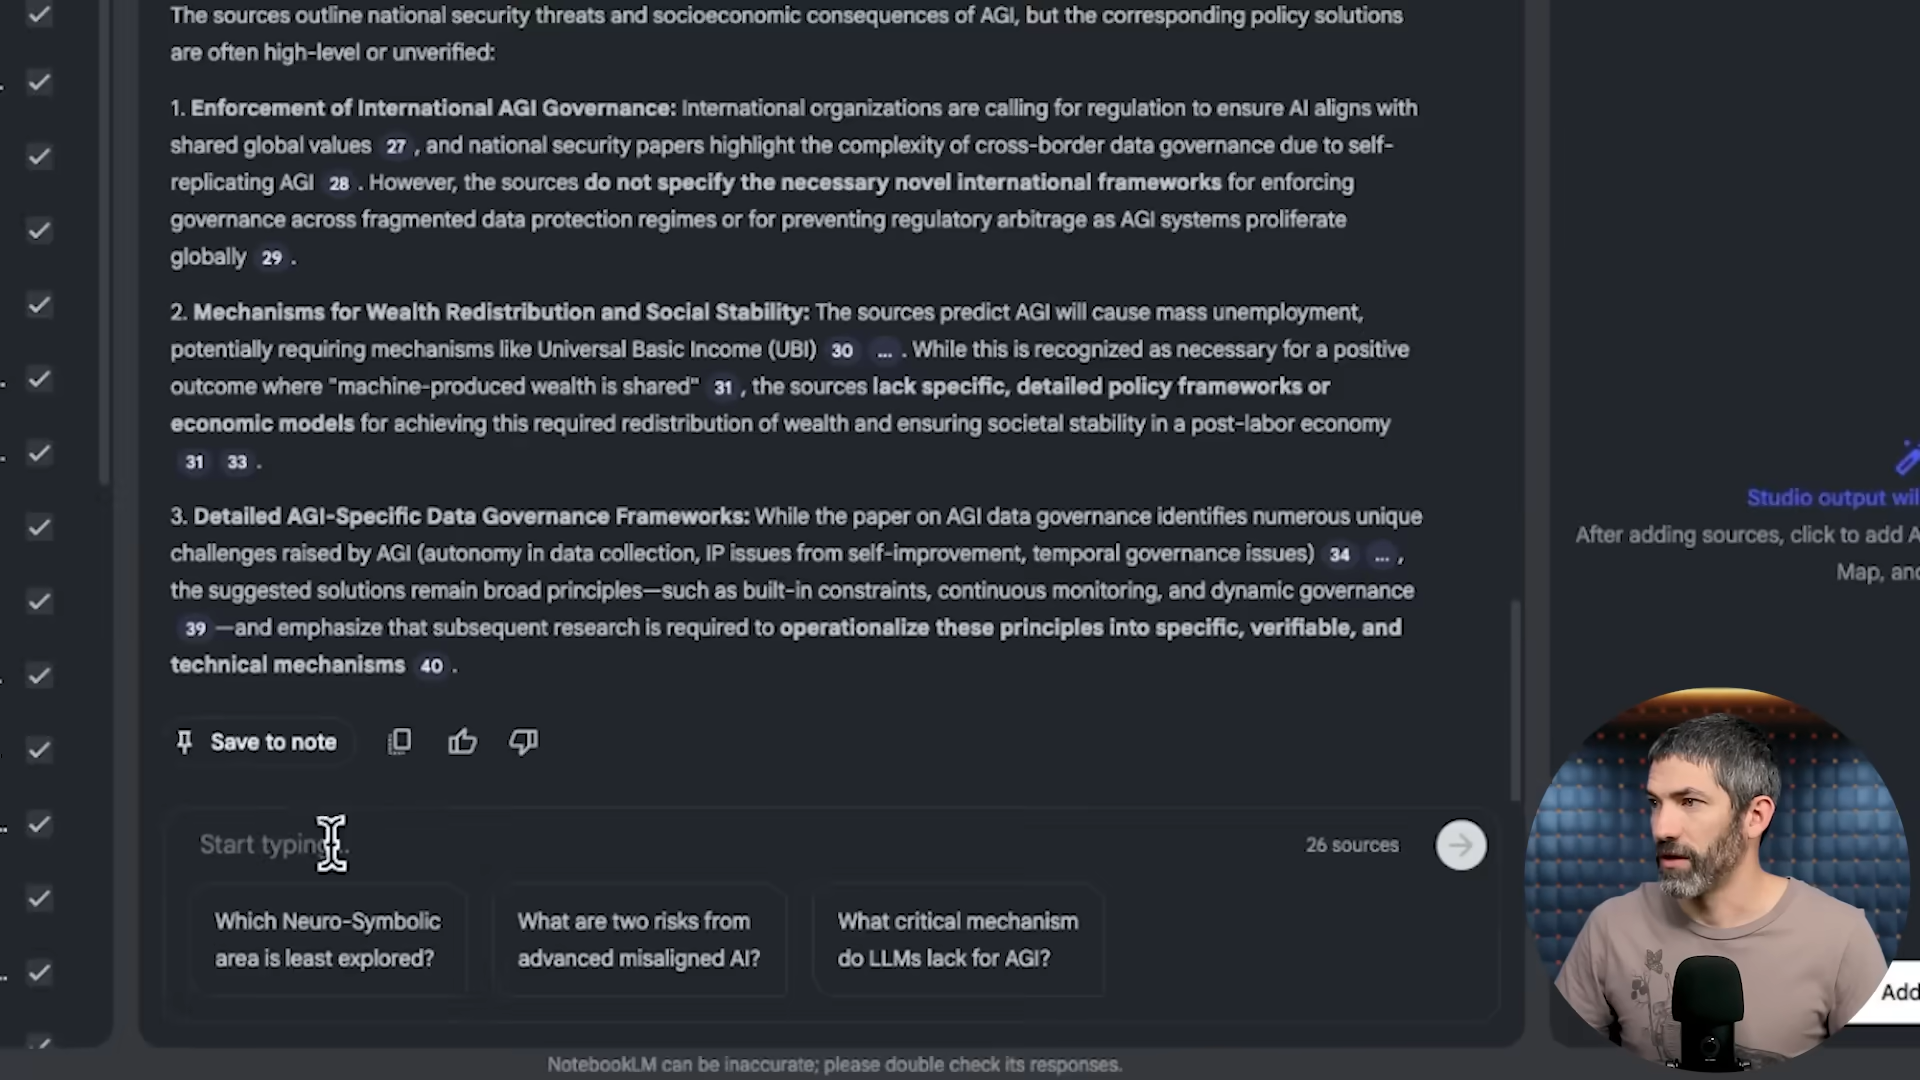 The sources outline national security threats and socioeconomic consequences of AGI, but the corresponding policy solutions
are often high-level or unverified:
1. Enforcement of International AGI Governance: International organizations are calling for regulation to ensure AI aligns with
shared global values 27 , and national security papers highlight the complexity of cross-border data governance due to self-
replicating AGI 28 . However, the sources do not specify the necessary novel international frameworks for enforcing
governance across fragmented data protection regimes or for preventing regulatory arbitrage as AGI systems proliferate
globally 29 .
2. Mechanisms for Wealth Redistribution and Social Stability: The sources predict AGI will cause mass unemployment,
potentially requiring mechanisms like Universal Basic Income (UBI) 30 ... . While this is recognized as necessary for a positive
outcome where "machine-produced wealth is shared" 31 , the sources lack specific, detailed policy frameworks or
economic models for achieving this required redistribution of wealth and ensuring societal stability in a post-labor economy
31 33 .
3. Detailed AGI-Specific Data Governance Frameworks: While the paper on AGI data governance identifies numerous unique
challenges raised by AGI (autonomy in data collection, IP issues from self-improvement, temporal governance issues) 34 ... ,
the suggested solutions remain broad principles—such as built-in constraints, continuous monitoring, and dynamic governance
39 —and emphasize that subsequent research is required to operationalize these principles into specific, verifiable, and
technical mechanisms 40 .
Save to note
Start typing...
26 sources
Which Neuro-Symbolic
area is least explored?
What are two risks from
advanced misaligned AI?
What critical mechanism
do LLMs lack for AGI?
NotebookLM can be inaccurate; please double check its responses.
Studio output wil
After adding sources, click to add A
Map, and
Add